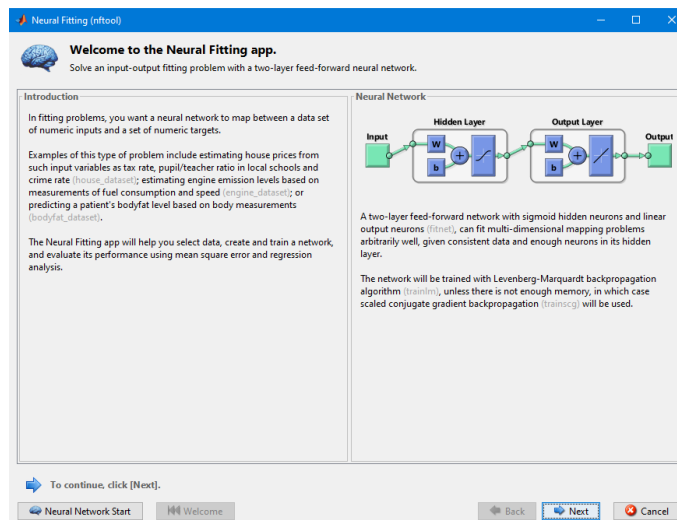 Neural Fitting (nftool)
Welcome to the Neural Fitting app.
Solve an input-output fitting problem with a two-layer feed-forward neural network.
Introduction
In fitting problems, you want a neural network to map between a data set
of numeric inputs and a set of numeric targets.
Examples of this type of problem include estimating house prices from
such input variables as tax rate, pupil/teacher ratio in local schools and
crime rate (house_dataset); estimating engine emission levels based on
measurements of fuel consumption and speed (engine_dataset); or
predicting a patient's bodyfat level based on body measurements
(bodyfat_dataset).
The Neural Fitting app will help you select data, create and train a network,
and evaluate its performance using mean square error and regression
analysis.
Neural Network
Hidden Layer
Output Layer
Input
Output
W
b
+
W
b
+
A two-layer feed-forward network with sigmoid hidden neurons and linear
output neurons (fitnet), can fit multi-dimensional mapping problems
arbitrarily well, given consistent data and enough neurons in its hidden
layer.
The network will be trained with Levenberg-Marquardt backpropagation
algorithm (trainlm), unless there is not enough memory, in which case
scaled conjugate gradient backpropagation (trainscg) will be used.
To continue, click [Next].
Neural Network Start
Welcome
Back
Next
Cancel